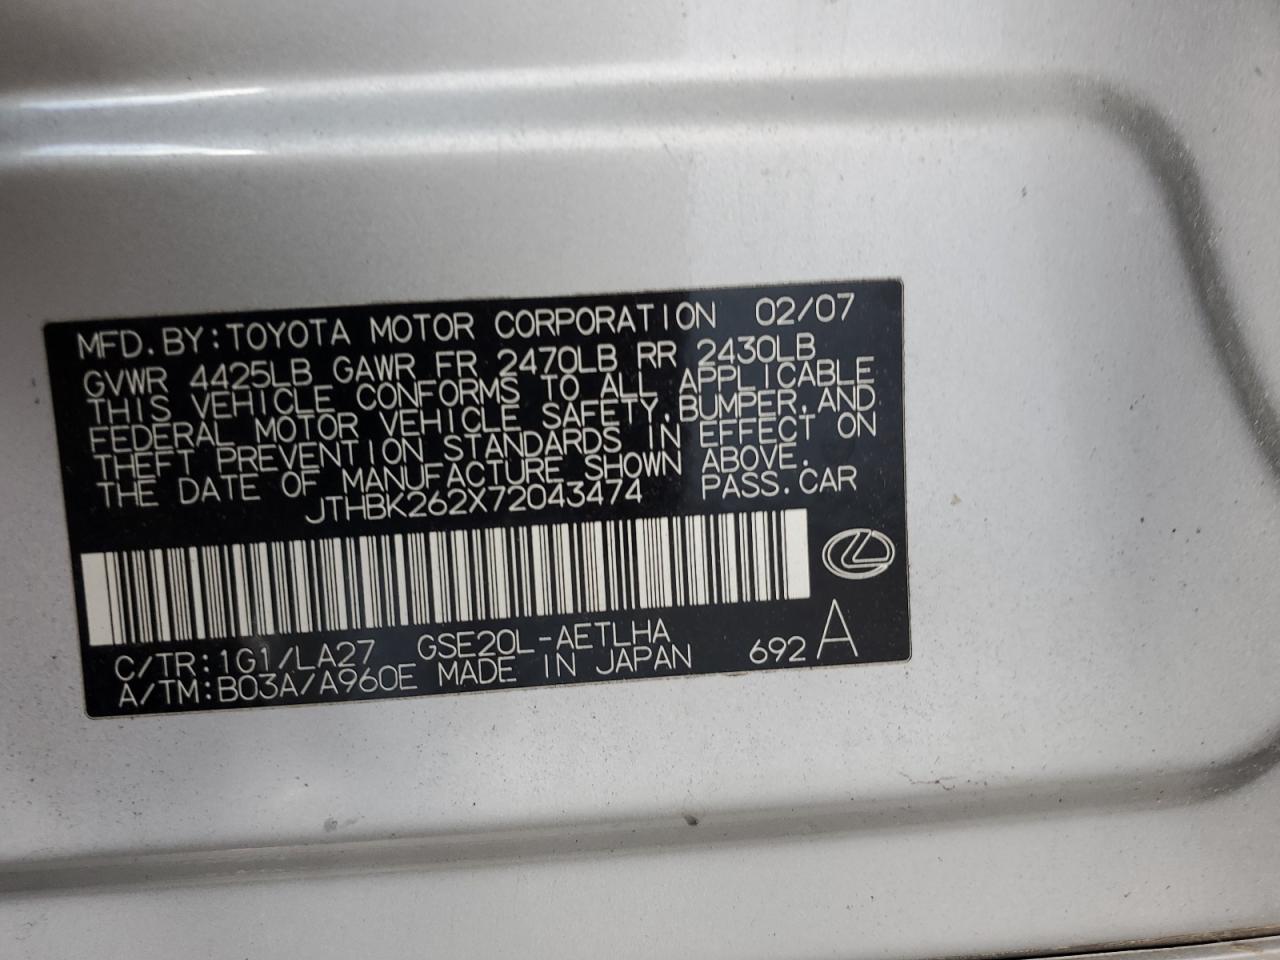 MFD. BY: TOYOTA MOTOR CORPORATION 02/07
GVWR 4425LB GAWR FR 2470LB RR 2430LB
THIS VEHICLE CONFORMS TO ALL APPLICABLE
FEDERAL MOTOR VEHICLE SAFETY, BUMPER, AND
THEFT PREVENTION STANDARDS IN EFFECT ON
THE DATE OF MANUFACTURE SHOWN ABOVE.
JTHBK262X72043474 PASS. CAR
C/TR: 1G1/LA27 GSE20L-AETLHA
A/TM: B03A/A960E MADE IN JAPAN 692 A